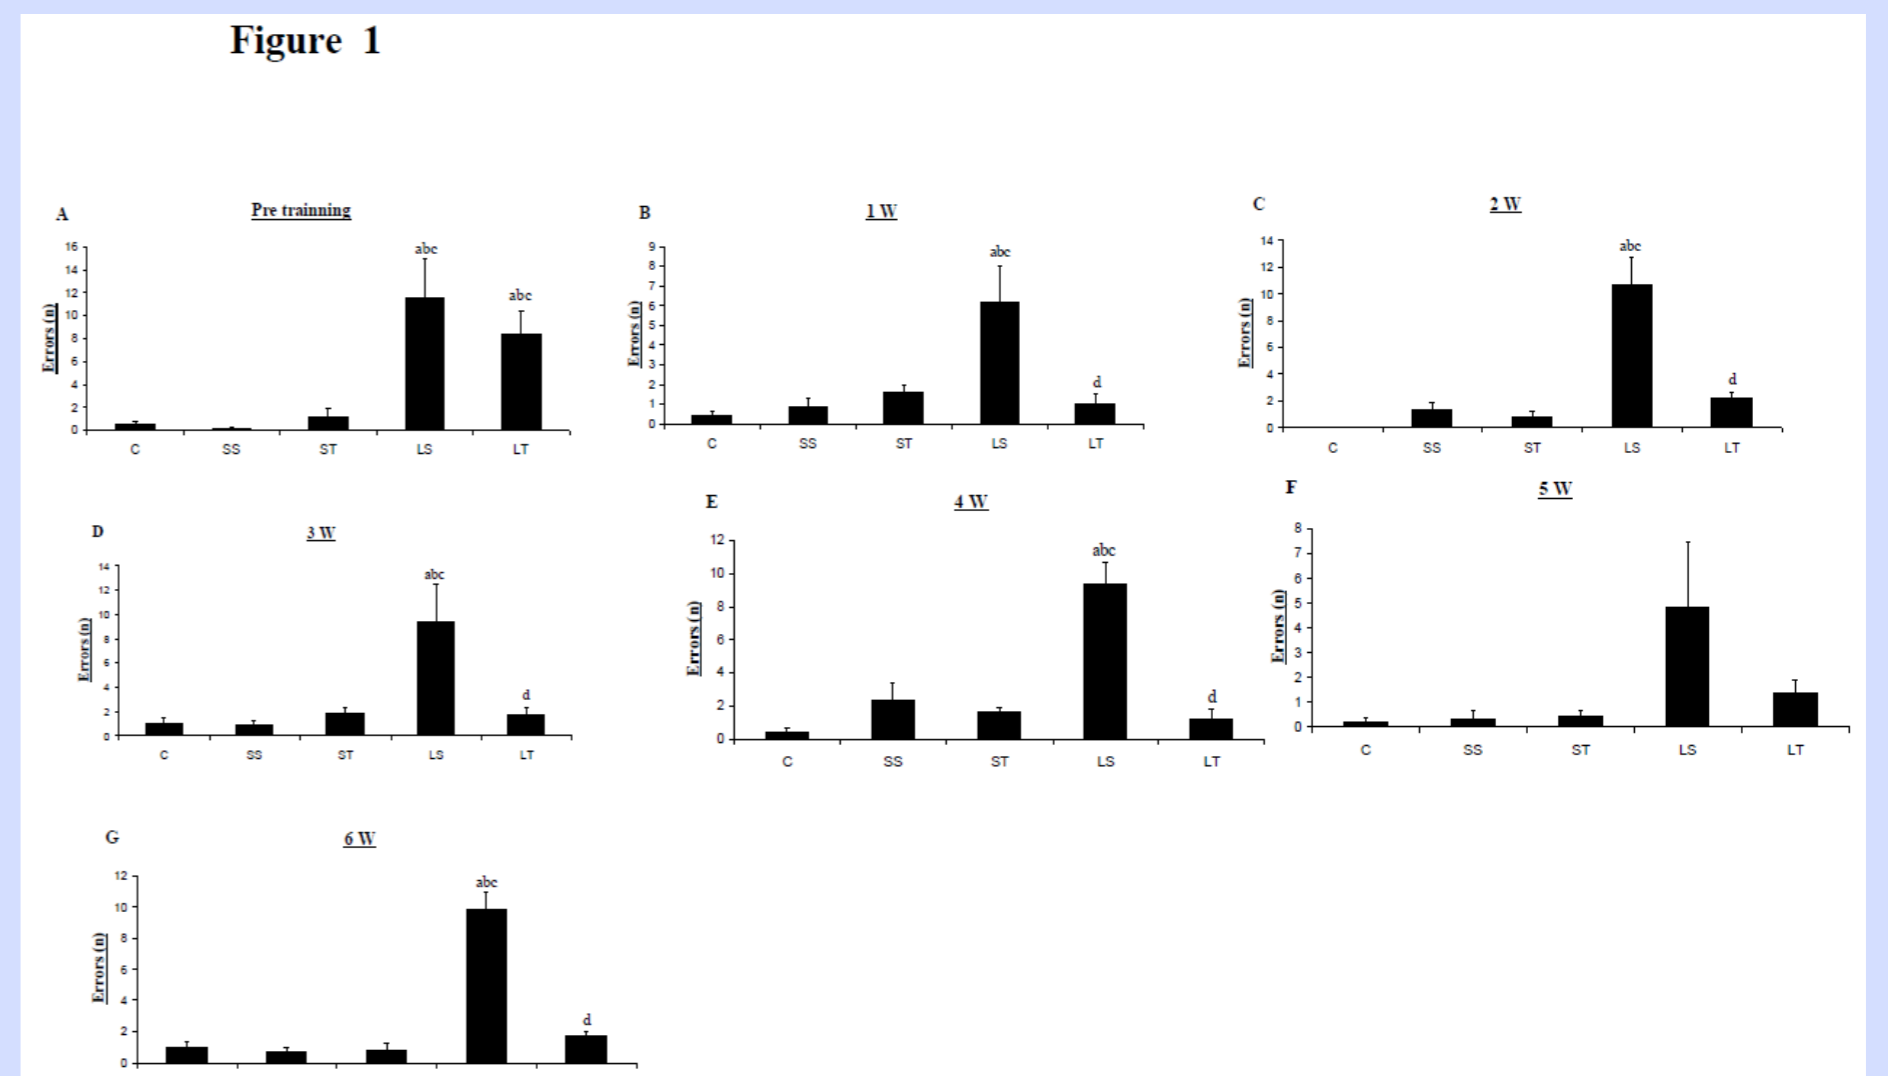 Figure 1
A
Pre trainning
Errors (n)
16
14
12
10
8
6
4
2
0
abc
abc
C SS ST LS LT
B
1 W
Errors (n)
9
8
7
6
5
4
3
2
1
0
abc
d
C SS ST LS LT
C
2 W
Errors (n)
14
12
10
8
6
4
2
0
abc
d
C SS ST LS LT
D
3 W
Errors (n)
14
12
10
8
6
4
2
0
abc
d
C SS ST LS LT
E
4 W
Errors (n)
12
10
8
6
4
2
0
abc
d
C SS ST LS LT
F
5 W
Errors (n)
8
7
6
5
4
3
2
1
0
C SS ST LS LT
G
6 W
Errors (n)
12
10
8
6
4
2
0
abc
d